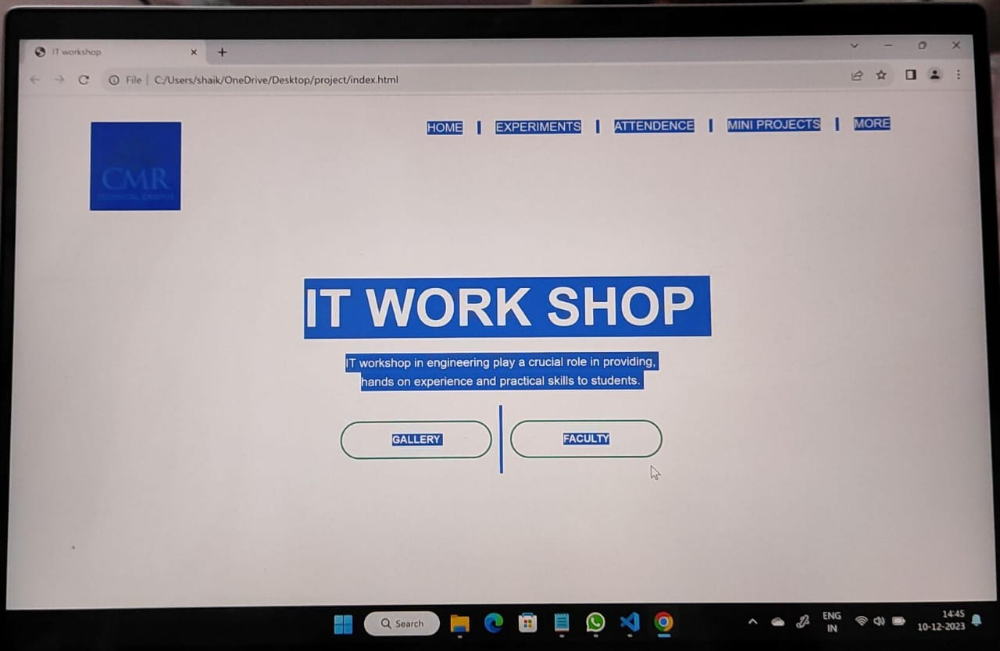 IT workshop
File C:/Users/shaik/OneDrive/Desktop/project/index.html
HOME EXPERIMENTS ATTENDENCE MINI PROJECTS MORE
CMR
TECHNICAL CAMPUS
IT WORK SHOP
IT workshop in engineering play a crucial role in providing,
hands on experience and practical skills to students.
GALLERY FACULTY
Search
ENG
IN
14:45
10-12-2023